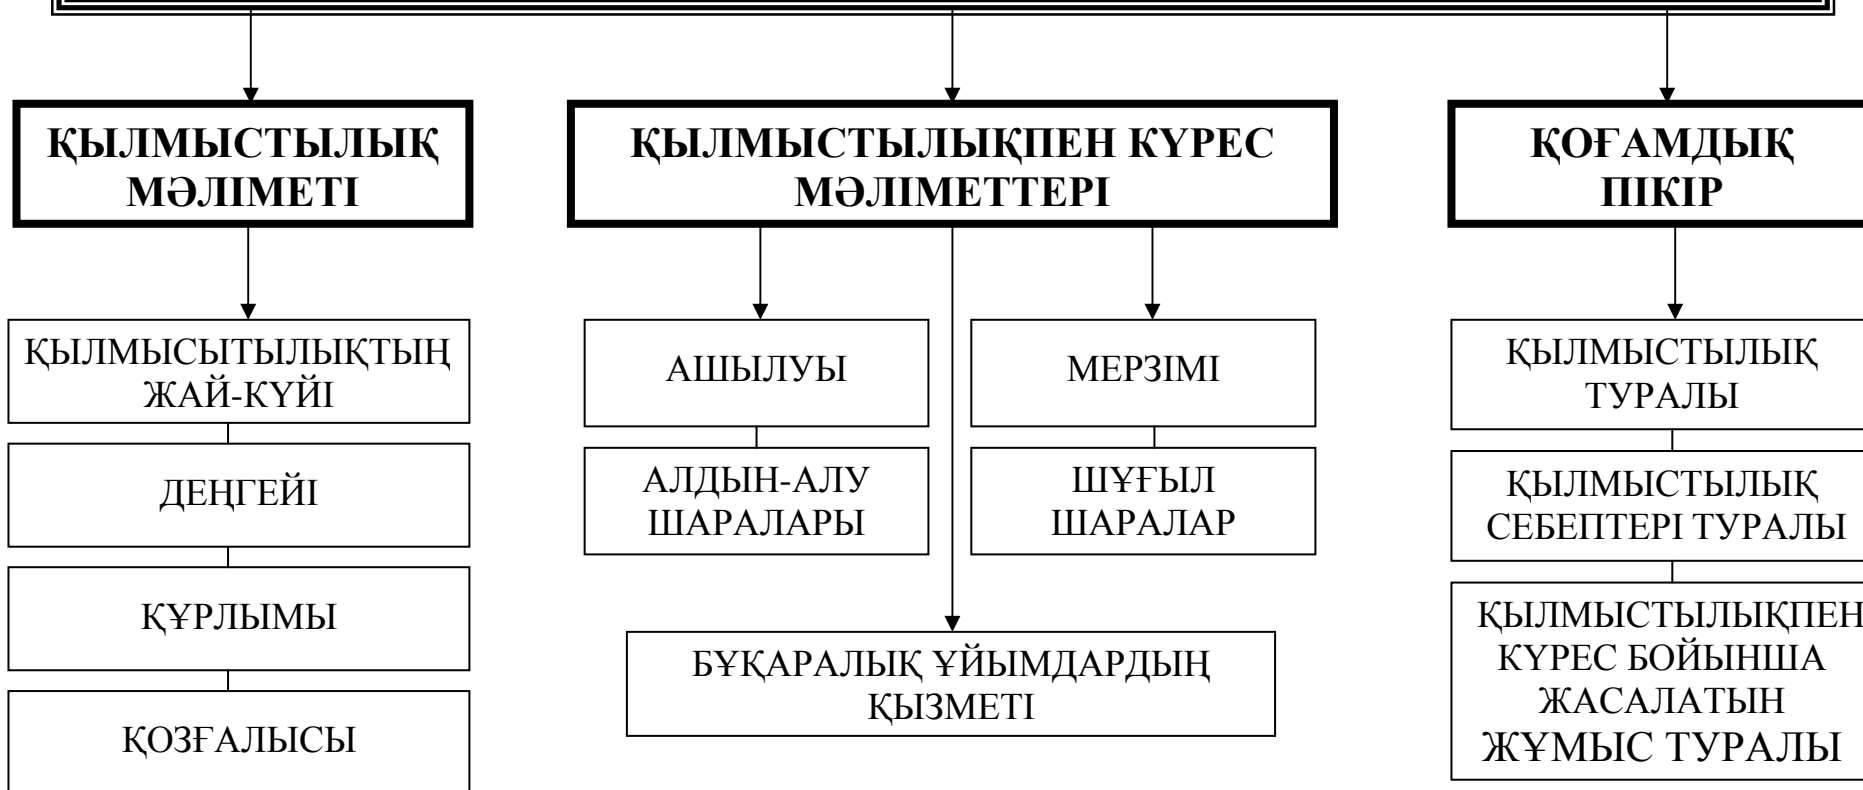 ҚЫЛМЫСТЫЛЫҚ
МӘЛІМЕТІ
ҚЫЛМЫСТЫЛЫҚПЕН КҮРЕС
МӘЛІМЕТТЕРІ
ҚОҒАМДЫҚ
ПІКІР
ҚЫЛМЫСЫТЫЛЫҚТЫҢ
ЖАЙ-КҮЙІ
ДЕҢГЕЙІ
ҚҰРЛЫМЫ
ҚОЗҒАЛЫСЫ
АШЫЛУЫ
МЕРЗІМІ
АЛДЫН-АЛУ
ШАРАЛАРЫ
ШҰҒЫЛ
ШАРАЛАР
БҰҚАРАЛЫҚ ҰЙЫМДАРДЫҢ
ҚЫЗМЕТІ
ҚЫЛМЫСТЫЛЫҚ
ТУРАЛЫ
ҚЫЛМЫСТЫЛЫҚ
СЕБЕПТЕРІ ТУРАЛЫ
ҚЫЛМЫСТЫЛЫҚПЕН
КҮРЕС БОЙЫНША
ЖАСАЛАТЫН
ЖҰМЫС ТУРАЛЫ